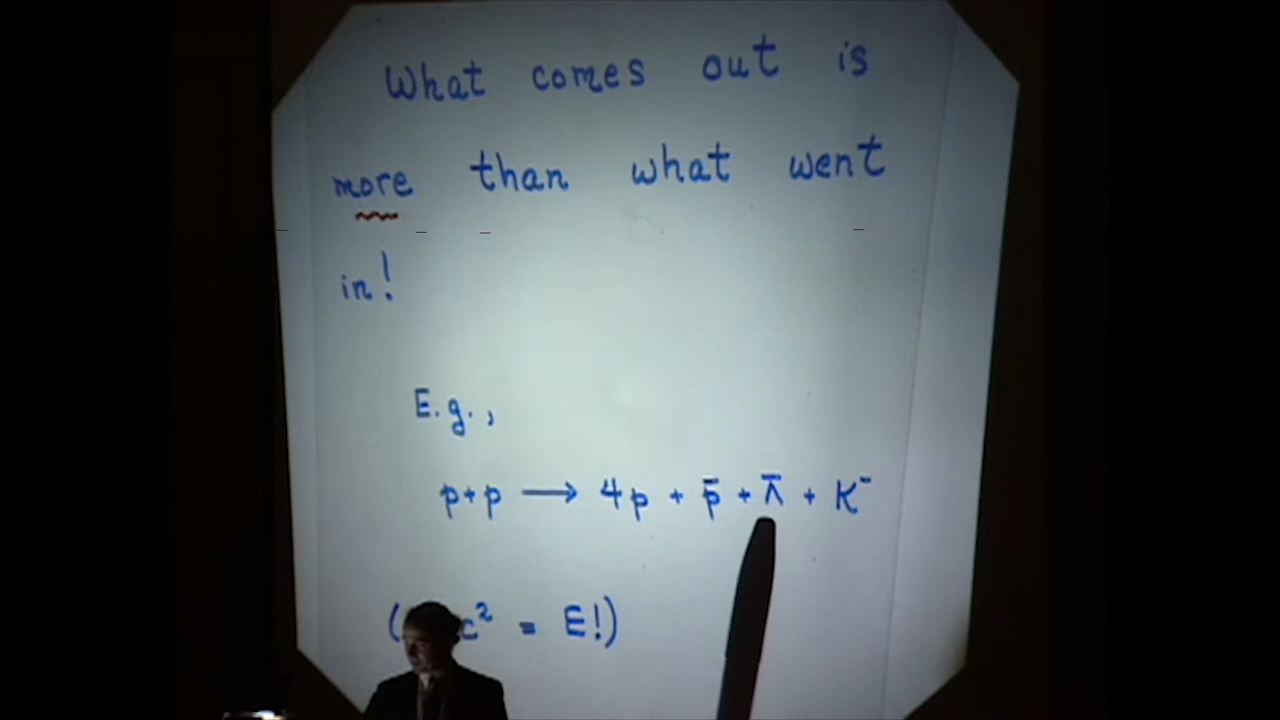 What comes out is
more than what went
in!
E.g.,
p+p → 4p + p̄ + Λ̄ + K⁻
( c² = E!)